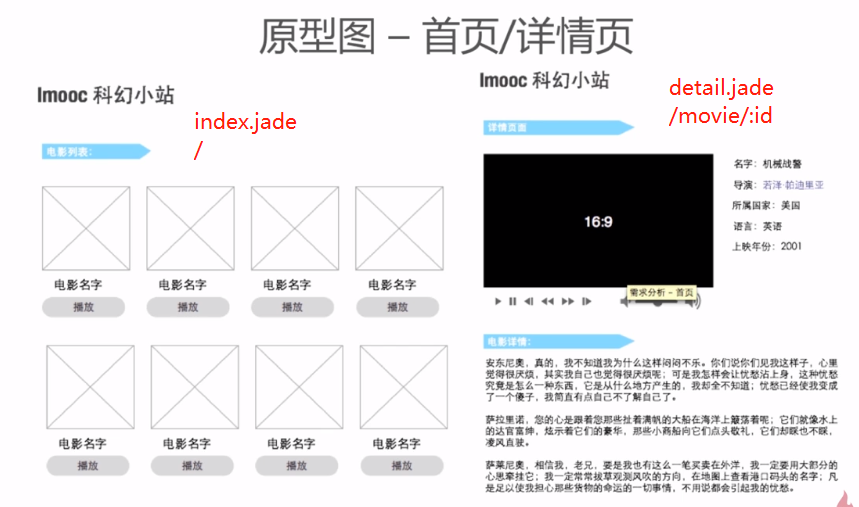 原型图 – 首页/详情页
Imooc 科幻小站
index.jade
/
电影列表：
电影名字
电影名字
电影名字
电影名字
播放
播放
播放
播放
电影名字
电影名字
电影名字
电影名字
播放
播放
播放
播放
Imooc 科幻小站
detail.jade
/movie/:id
详情页面
16:9
名字：机械战警
导演：若泽·帕迪里亚
所属国家：美国
语言：英语
上映年份：2001
需求分析 – 首页
电影详情：
安东尼奥，真的，我不知道我为什么这样闷闷不乐。你们说你们见我这样子，心里
觉得很厌烦，其实我自己也觉得很厌烦呢；可是我怎样会让忧愁沾上身，这种忧愁
究竟是怎么一种东西，它是从什么地方产生的，我却全不知道；忧愁已经使我变成
了一个傻子，我简直有点自己不了解自己了。
萨拉里诺，您的心是跟着您那些扯着满帆的大船在海洋上簸荡着呢；它们就像水上
的达官富绅，炫示着它们的豪华，那些小商船向它们点头敬礼，它们却睬也不睬，
凌风直驶。
萨莱尼奥，相信我，老兄，要是我也有这么一笔买卖在外洋，我一定要用大部分的
心思牵挂它；我一定常常拔草观测风吹的方向，在地图上查看港口码头的名字；凡
是足以使我担心那些货物的命运的一切事情，不用说都会引起我的忧愁。